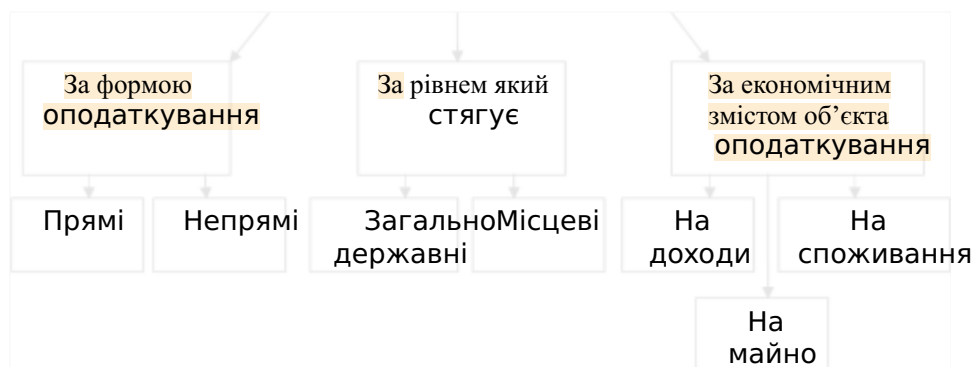 За формою
оподаткування
За рівнем який
стягує
За економічним
змістом об’єкта
оподаткування
Прямі
Непрямі
Загально
державні
Місцеві
На
доходи
На
споживання
На
майно